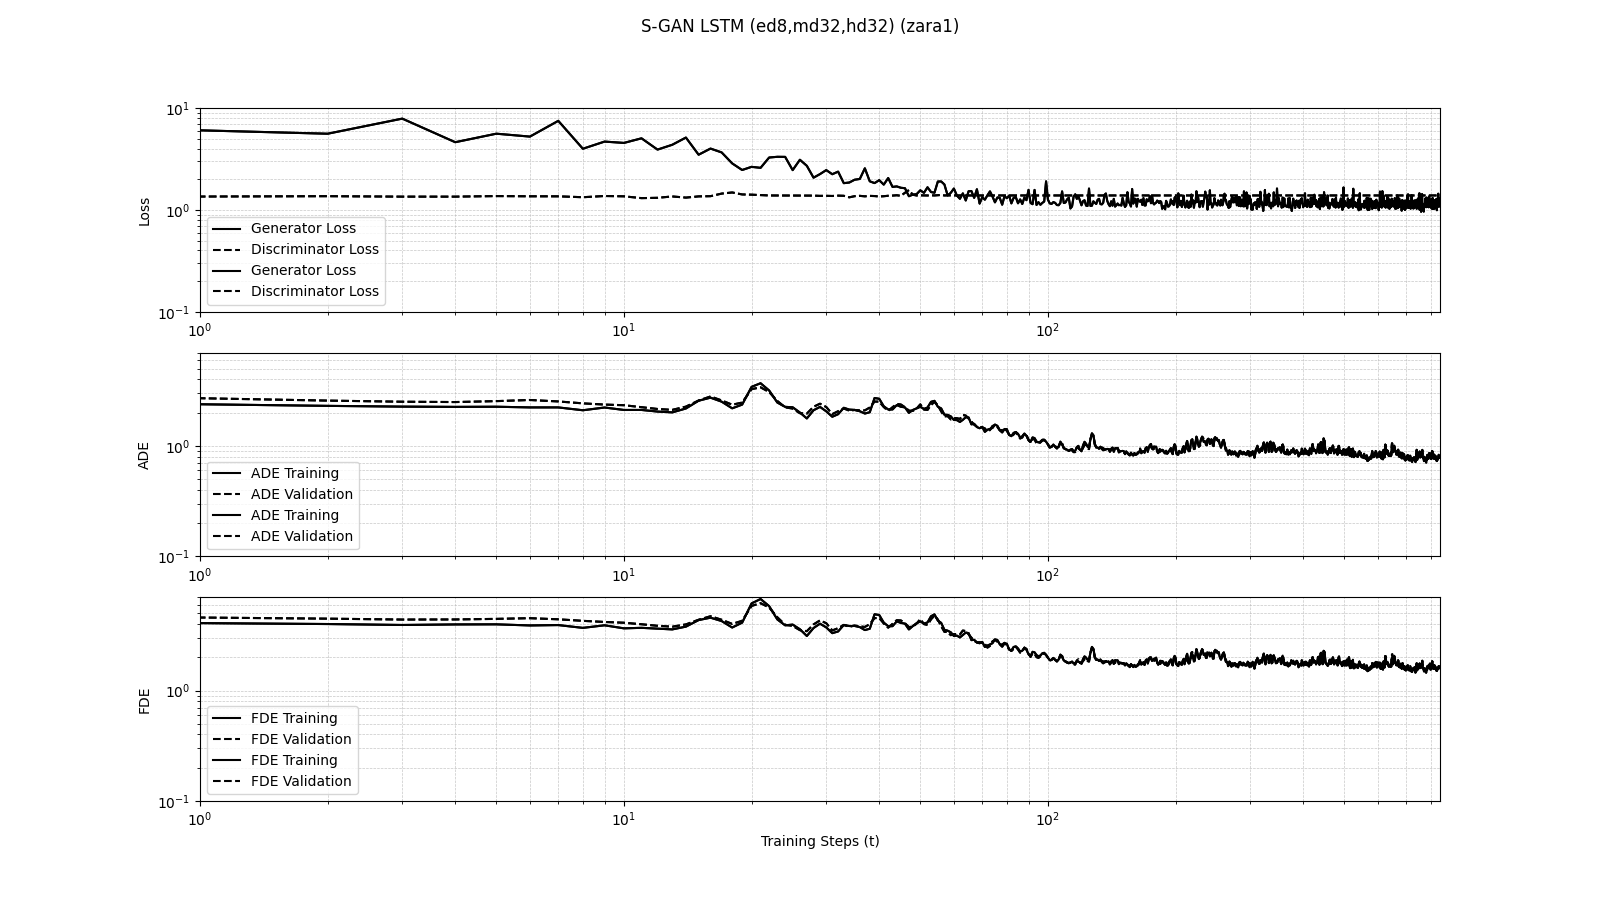 S-GAN LSTM (ed8,md32,hd32) (zara1)
10^1
10^0
10^-1
Loss
Generator Loss
Discriminator Loss
Generator Loss
Discriminator Loss
10^0 10^1 10^2
10^0
10^-1
ADE
ADE Training
ADE Validation
ADE Training
ADE Validation
10^0 10^1 10^2
10^0
10^-1
FDE
FDE Training
FDE Validation
FDE Training
FDE Validation
10^0 10^1 10^2
Training Steps (t)